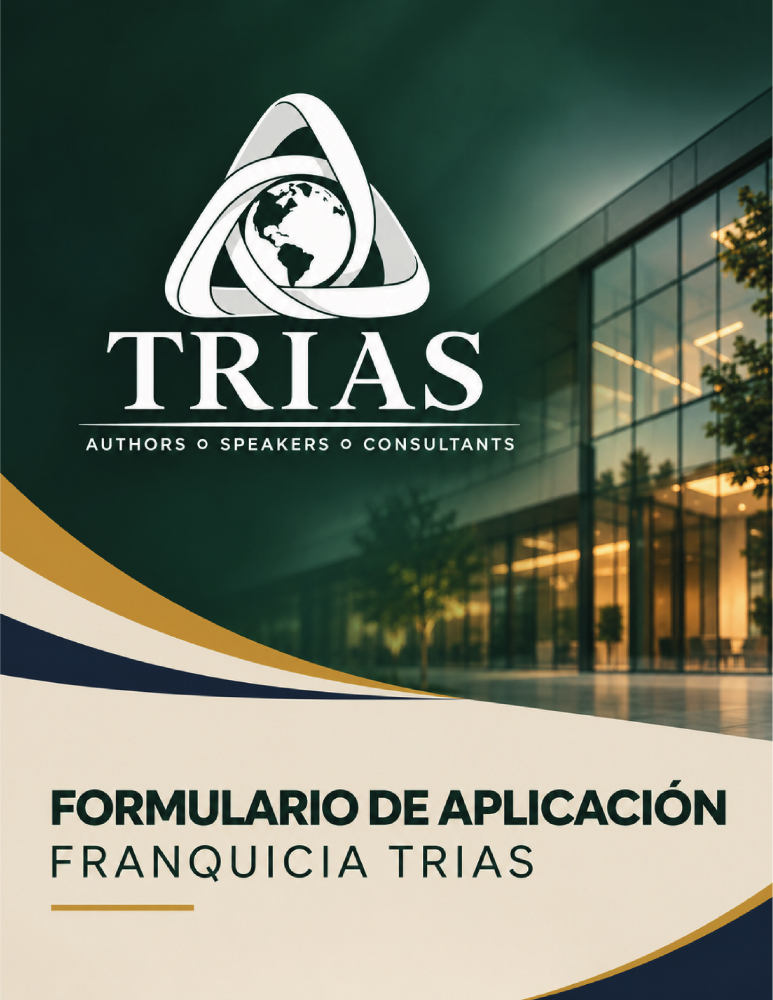 TRIAS
AUTHORS o SPEAKERS o CONSULTANTS
FORMULARIO DE APLICACIÓN
FRANQUICIA TRIAS